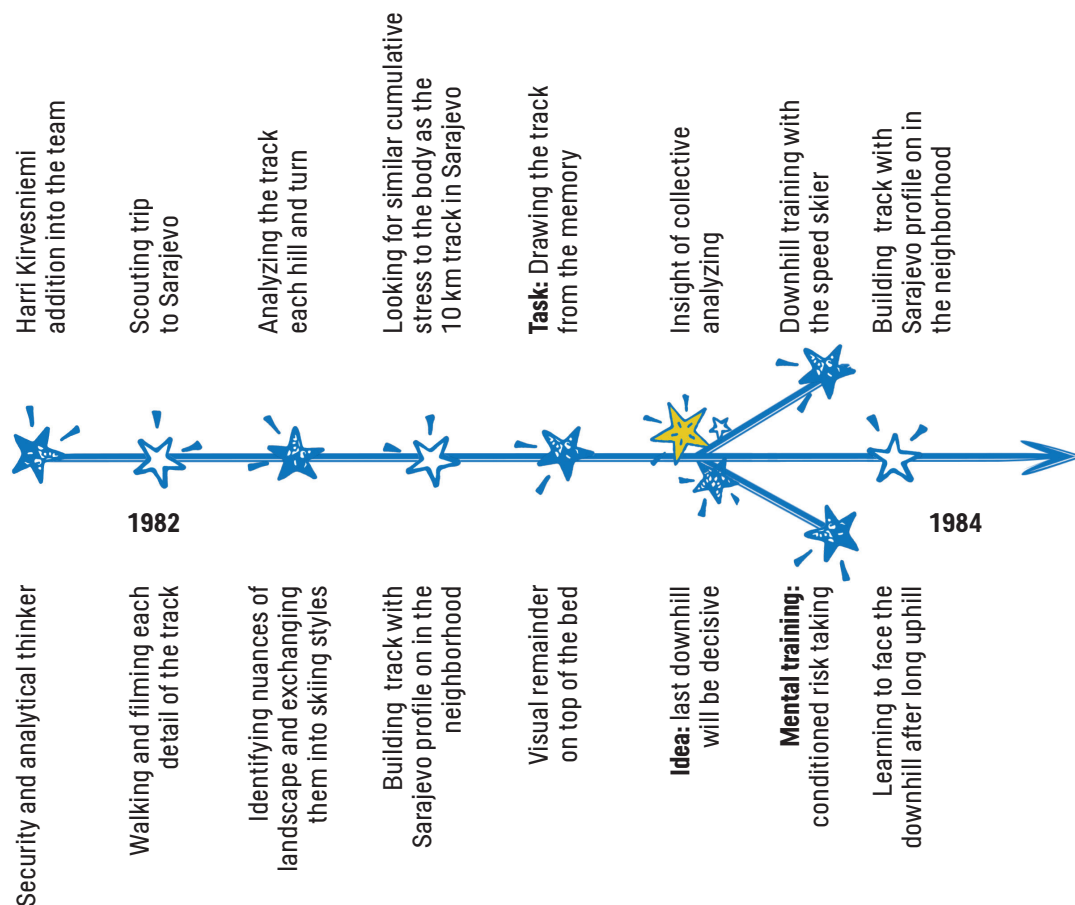 Harri Kirvesniemi
addition into the team
Scouting trip
to Sarajevo
Analyzing the track
each hill and turn
Looking for similar cumulative
stress to the body as the
10 km track in Sarajevo
Task: Drawing the track
from the memory
Insight of collective
analyzing
Downhill training with
the speed skier
Building track with
Sarajevo profile on in
the neighborhood
1982
1984
Security and analytical thinker
Walking and filming each
detail of the track
Identifying nuances of
landscape and exchanging
them into skiing styles
Building track with
Sarajevo profile on in the
neighborhood
Visual remainder
on top of the bed
Idea: last downhill
will be decisive
Mental training:
conditioned risk taking
Learning to face the
downhill after long uphill